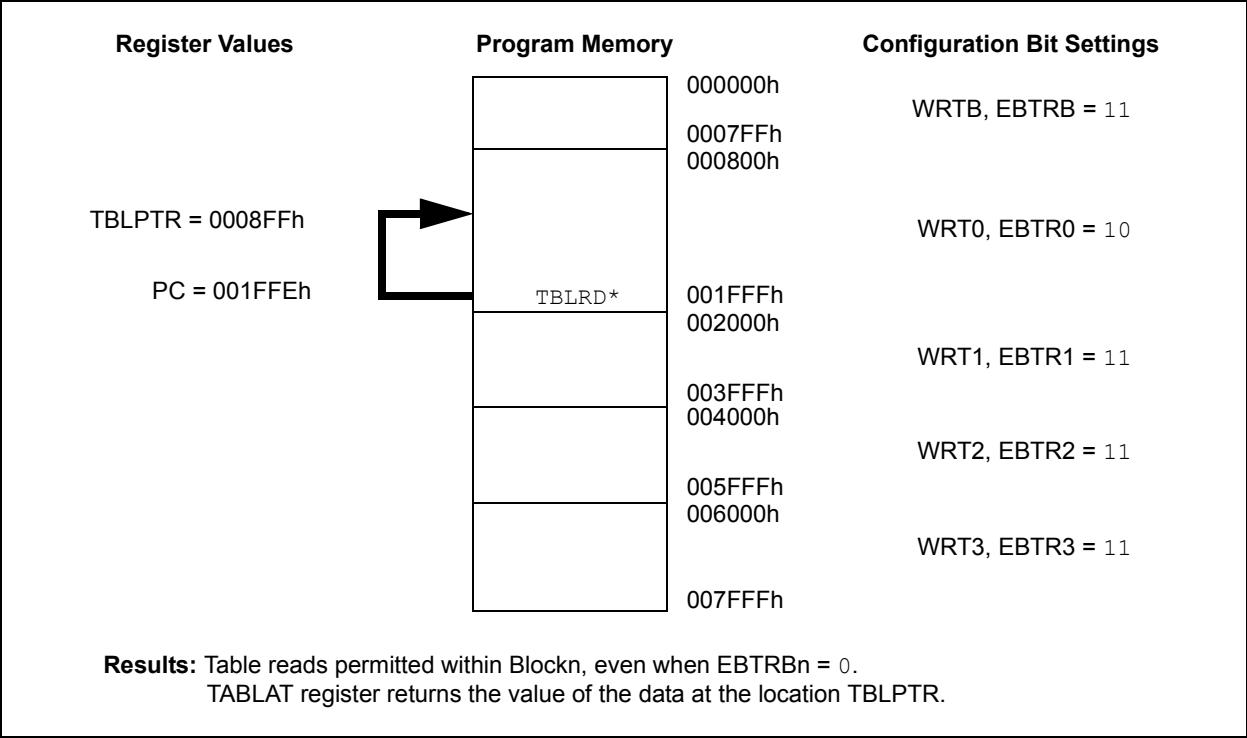 Register Values
Program Memory
Configuration Bit Settings
000000h
WRTB, EBTRB = 11
0007FFh
000800h
TBLPTR = 0008FFh
WRT0, EBTR0 = 10
PC = 001FFEh
TBLRD*
001FFFh
002000h
WRT1, EBTR1 = 11
003FFFh
004000h
WRT2, EBTR2 = 11
005FFFh
006000h
WRT3, EBTR3 = 11
007FFFh
Results: Table reads permitted within Blockn, even when EBTRBn = 0.
TABLAT register returns the value of the data at the location TBLPTR.